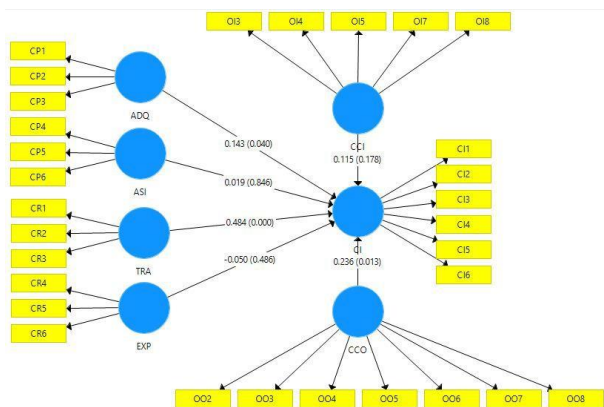 OI3 OI4 OI5 OI7 OI8
CP1
CP2
CP3
ADQ
CP4
CP5
CP6
ASI
CR1
CR2
CR3
TRA
CR4
CR5
CR6
EXP
0.143 (0.040)
0.019 (0.846)
0.484 (0.000)
-0.050 (0.486)
CCI
0.115 (0.178)
CI1
CI2
CI3
CI4
CI5
CI6
CI
0.236 (0.013)
CCO
OO2 OO3 OO4 OO5 OO6 OO7 OO8